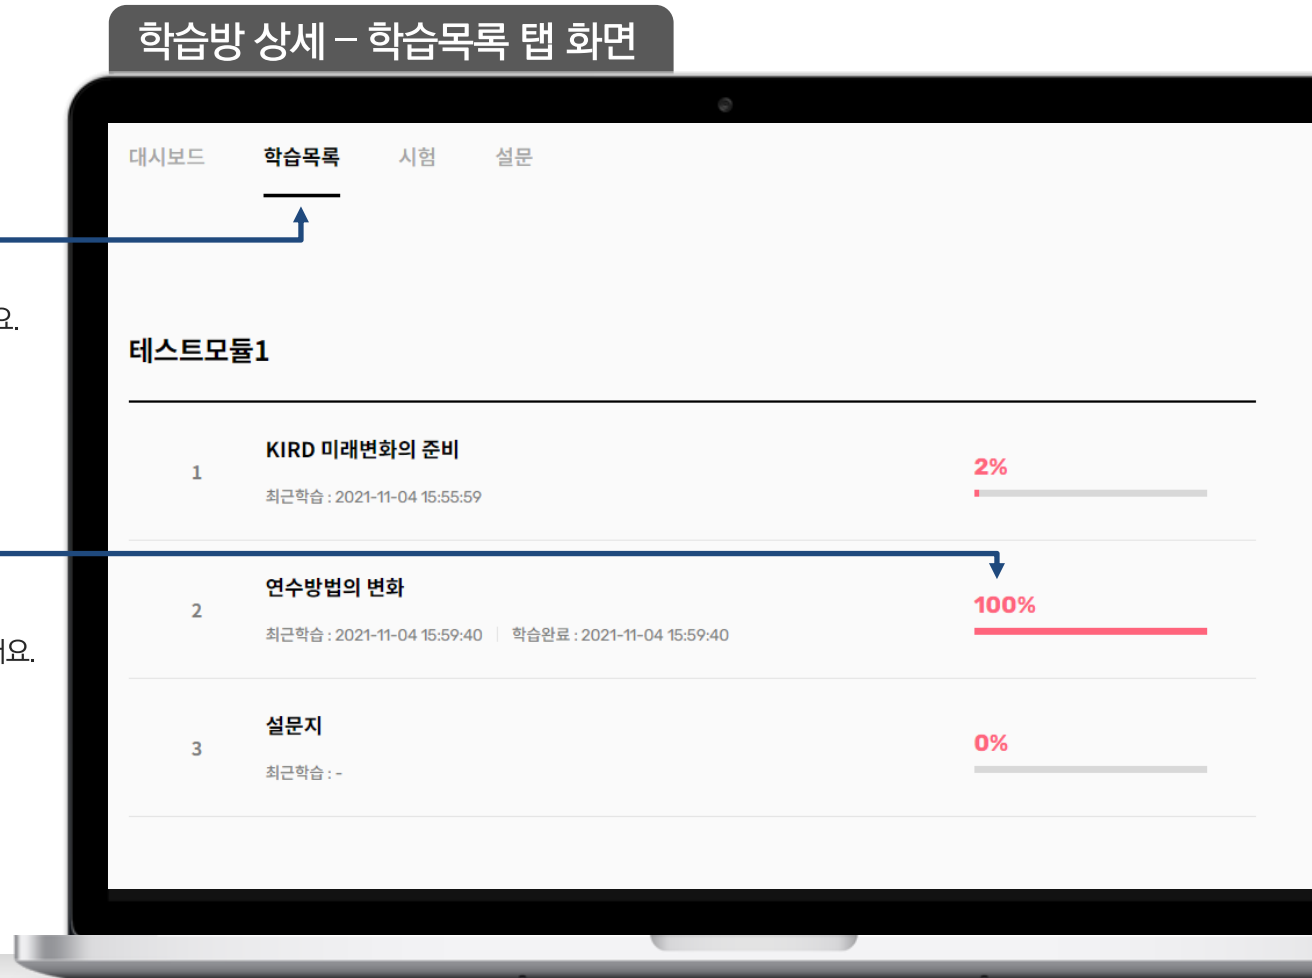 학습방 상세 – 학습목록 탭 화면
대시보드 학습목록 시험 설문
요.
테스트모듈1
1
KIRD 미래변화의 준비
최근학습 : 2021-11-04 15:55:59
2%
2
연수방법의 변화
최근학습 : 2021-11-04 15:59:40 | 학습완료 : 2021-11-04 15:59:40
100%
3
설문지
최근학습 : -
0%